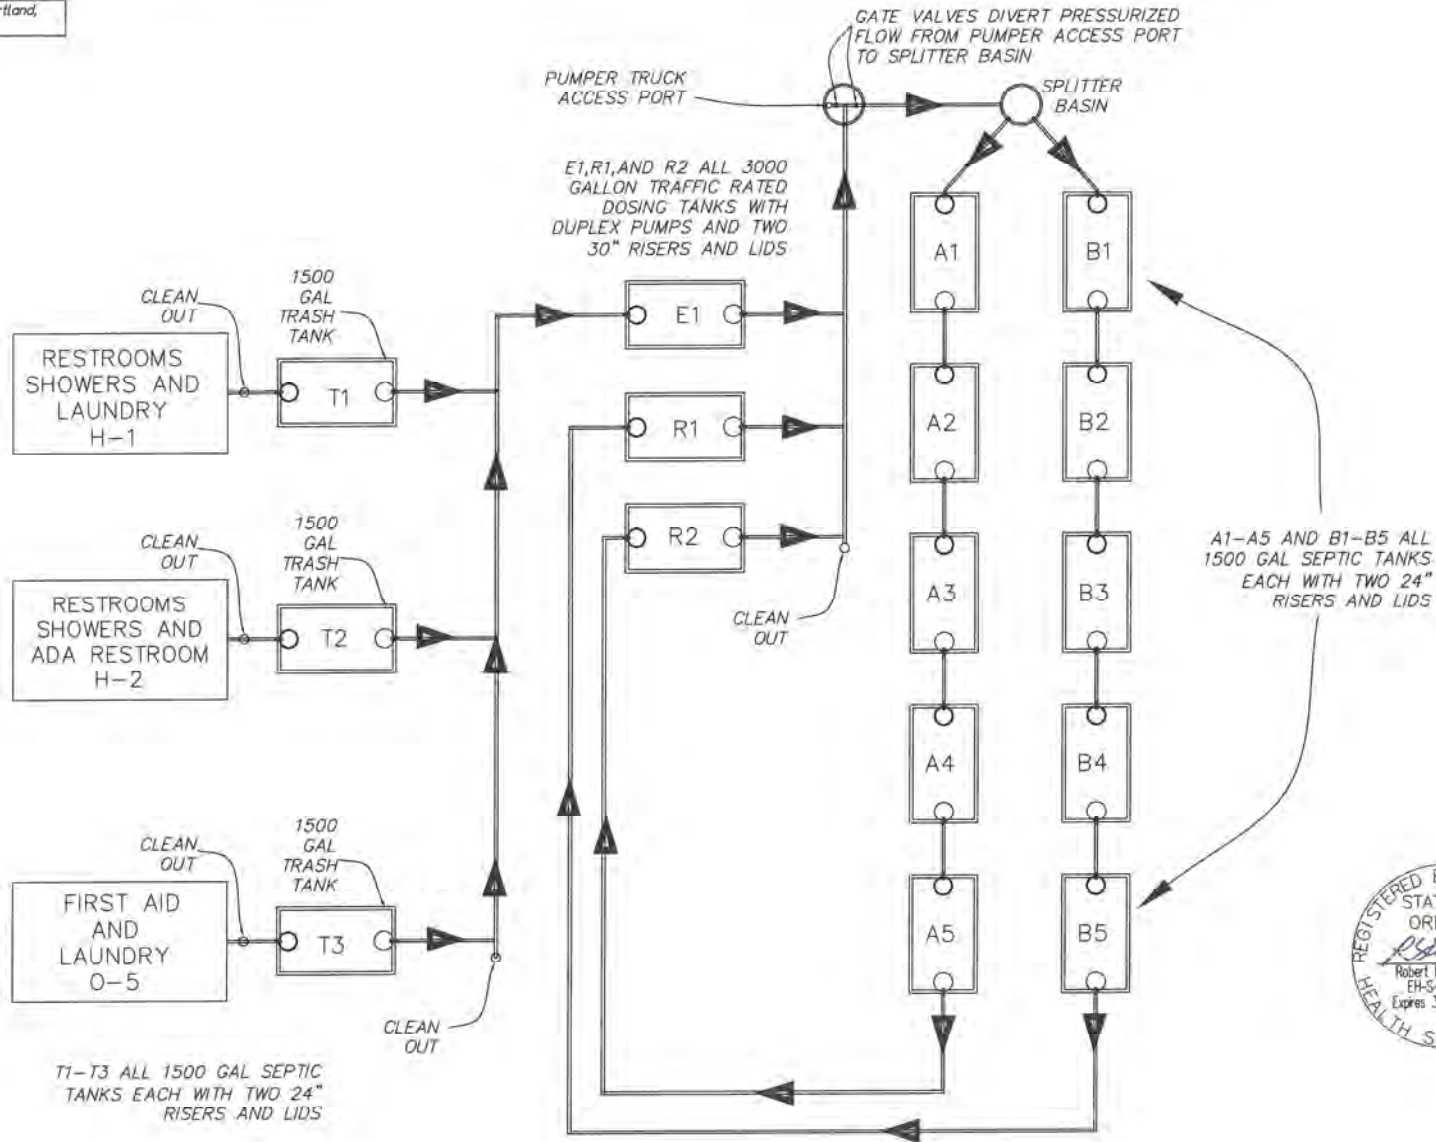 GATE VALVES DIVERT PRESSURIZED
FLOW FROM PUMPER ACCESS PORT
TO SPLITTER BASIN
PUMPER TRUCK
ACCESS PORT
SPLITTER
BASIN
E1,R1,AND R2 ALL 3000
GALLON TRAFFIC RATED
DOSING TANKS WITH
DUPLEX PUMPS AND TWO
30" RISERS AND LIDS
CLEAN
OUT
1500
GAL
TRASH
TANK
RESTROOMS
SHOWERS AND
LAUNDRY
H-1
T1
CLEAN
OUT
1500
GAL
TRASH
TANK
RESTROOMS
SHOWERS AND
ADA RESTROOM
H-2
T2
CLEAN
OUT
1500
GAL
TRASH
TANK
FIRST AID
AND
LAUNDRY
O-5
T3
CLEAN
OUT
T1-T3 ALL 1500 GAL SEPTIC
TANKS EACH WITH TWO 24"
RISERS AND LIDS
E1
R1
R2
CLEAN
OUT
A1
A2
A3
A4
A5
B1
B2
B3
B4
B5
A1-A5 AND B1-B5 ALL
1500 GAL SEPTIC TANKS
EACH WITH TWO 24"
RISERS AND LIDS
REGISTERED
HEALTH
Robert
Expires